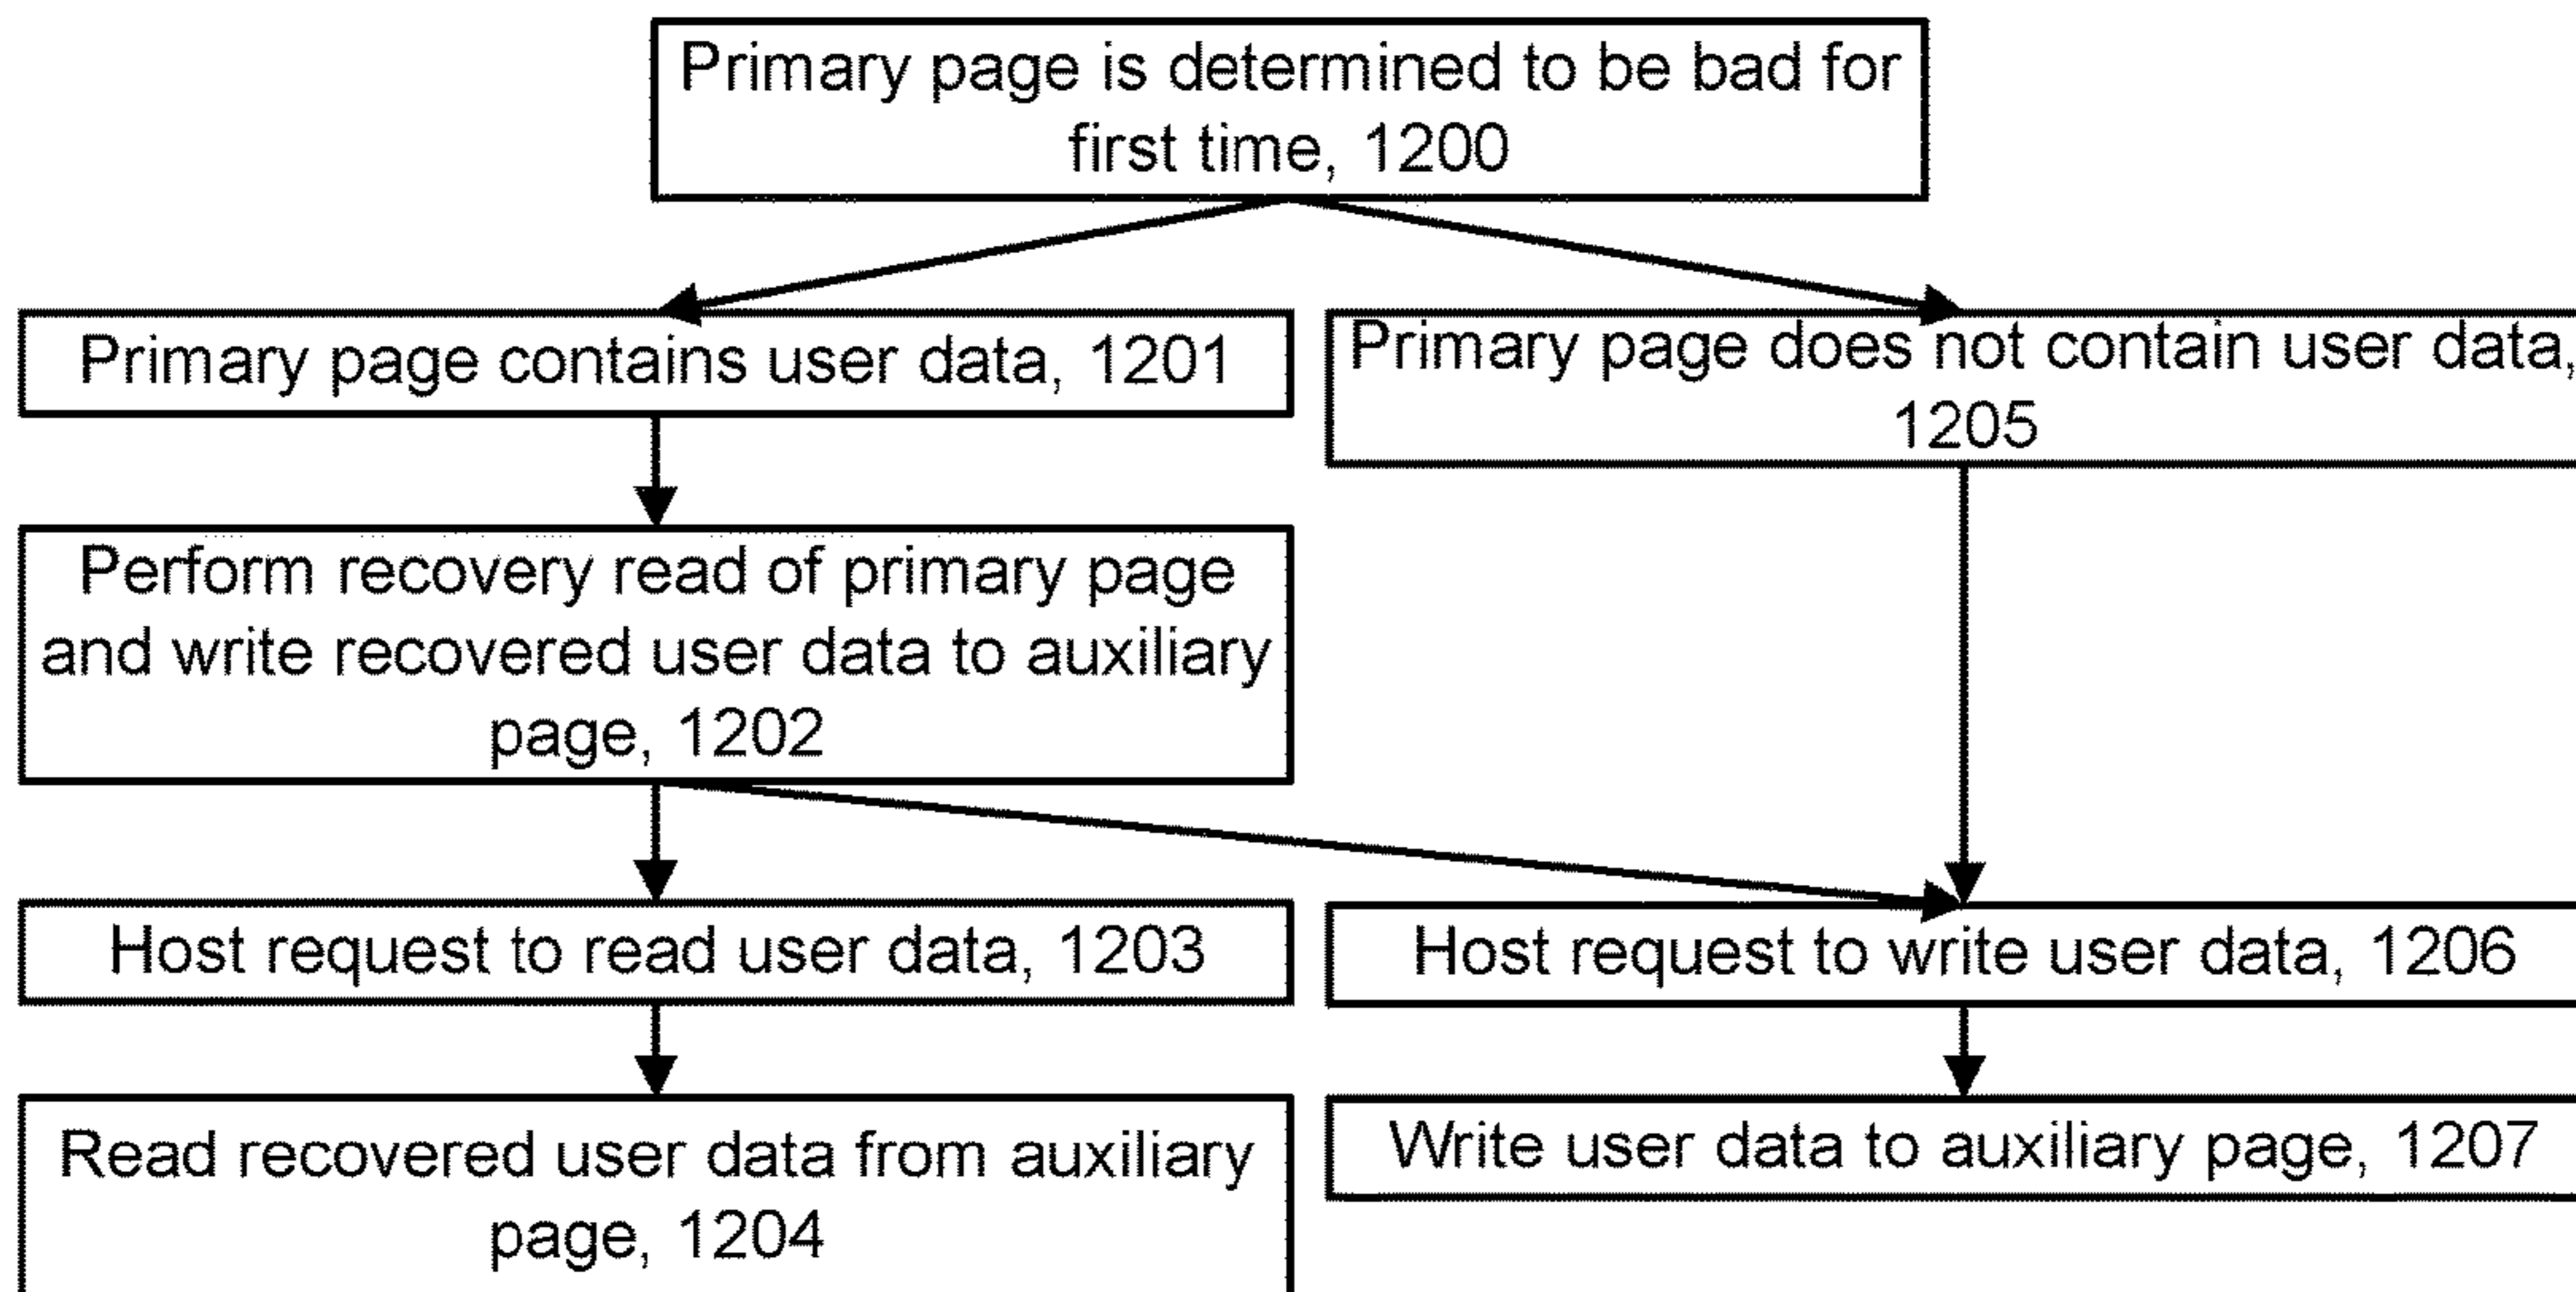 Primary page is determined to be bad for
first time, 1200
Primary page contains user data, 1201
Primary page does not contain user data,
1205
Perform recovery read of primary page
and write recovered user data to auxiliary
page, 1202
Host request to read user data, 1203
Host request to write user data, 1206
Read recovered user data from auxiliary
page, 1204
Write user data to auxiliary page, 1207